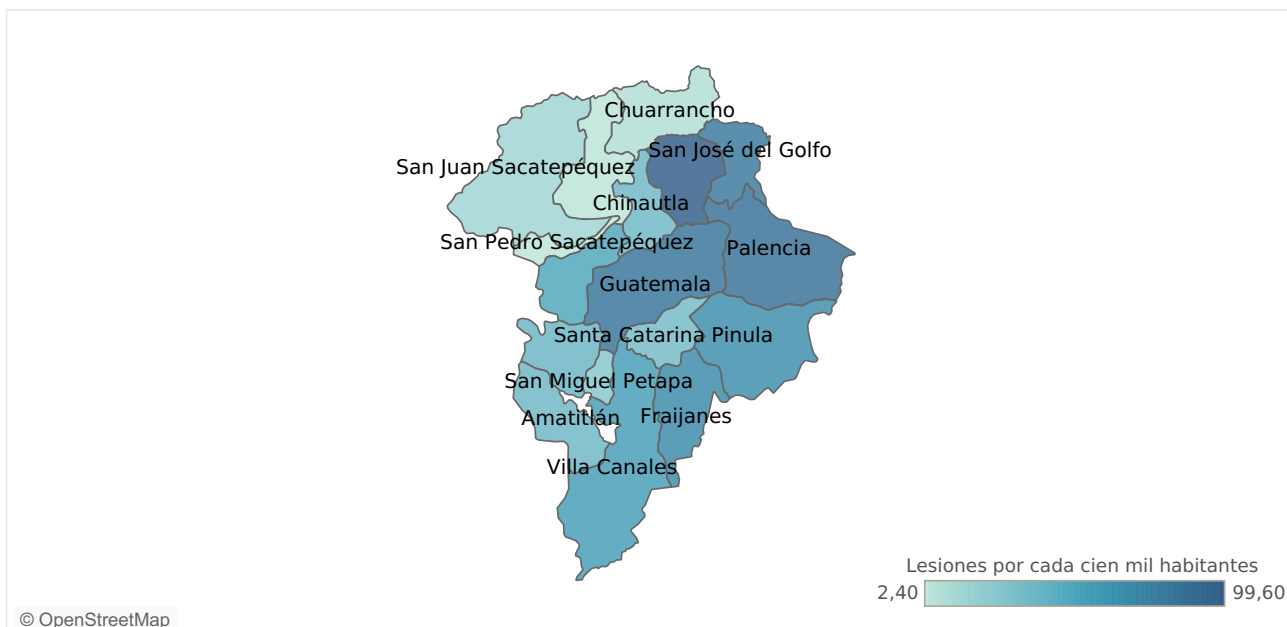 Chuarrancho
San José del Golfo
San Juan Sacatepéquez
Chinautla
San Pedro Sacatepéquez
Palencia
Guatemala
Santa Catarina Pinula
San Miguel Petapa
Amatitlán
Fraijanes
Villa Canales
Lesiones por cada cien mil habitantes
2,40
99,60
© OpenStreetMap